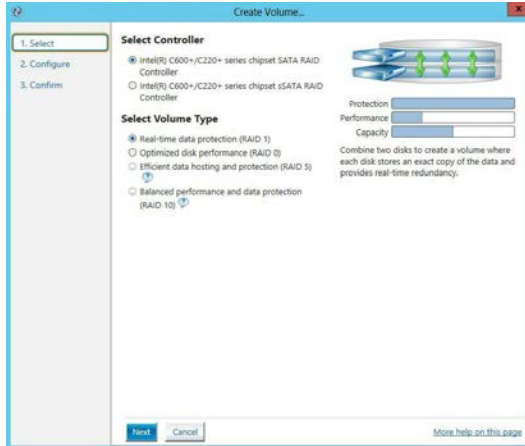 Create Volume...
1. Select
2. Configure
3. Confirm
Select Controller
Intel(R) C600+/C220+ series chipset SATA RAID
Controller
Intel(R) C600+/C220+ series chipset sSATA RAID
Controller
Select Volume Type
Real-time data protection (RAID 1)
Optimized disk performance (RAID 0)
Efficient data hosting and protection (RAID 5)
Balanced performance and data protection
(RAID 10)
Protection
Performance
Capacity
Combine two disks to create a volume where
each disk stores an exact copy of the data and
provides real-time redundancy.
Next
Cancel
More help on this page